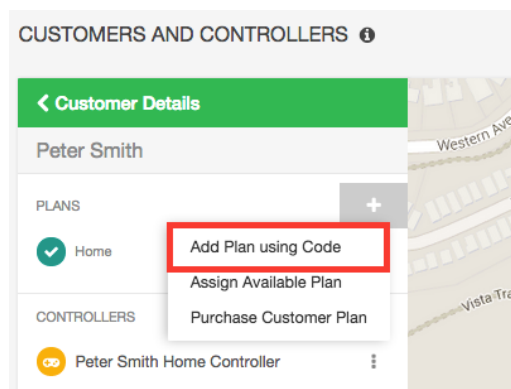 CUSTOMERS AND CONTROLLERS
Customer Details
Peter Smith
PLANS
Home
Add Plan using Code
Assign Available Plan
Purchase Customer Plan
CONTROLLERS
Peter Smith Home Controller
Western Ave
Vista Tra